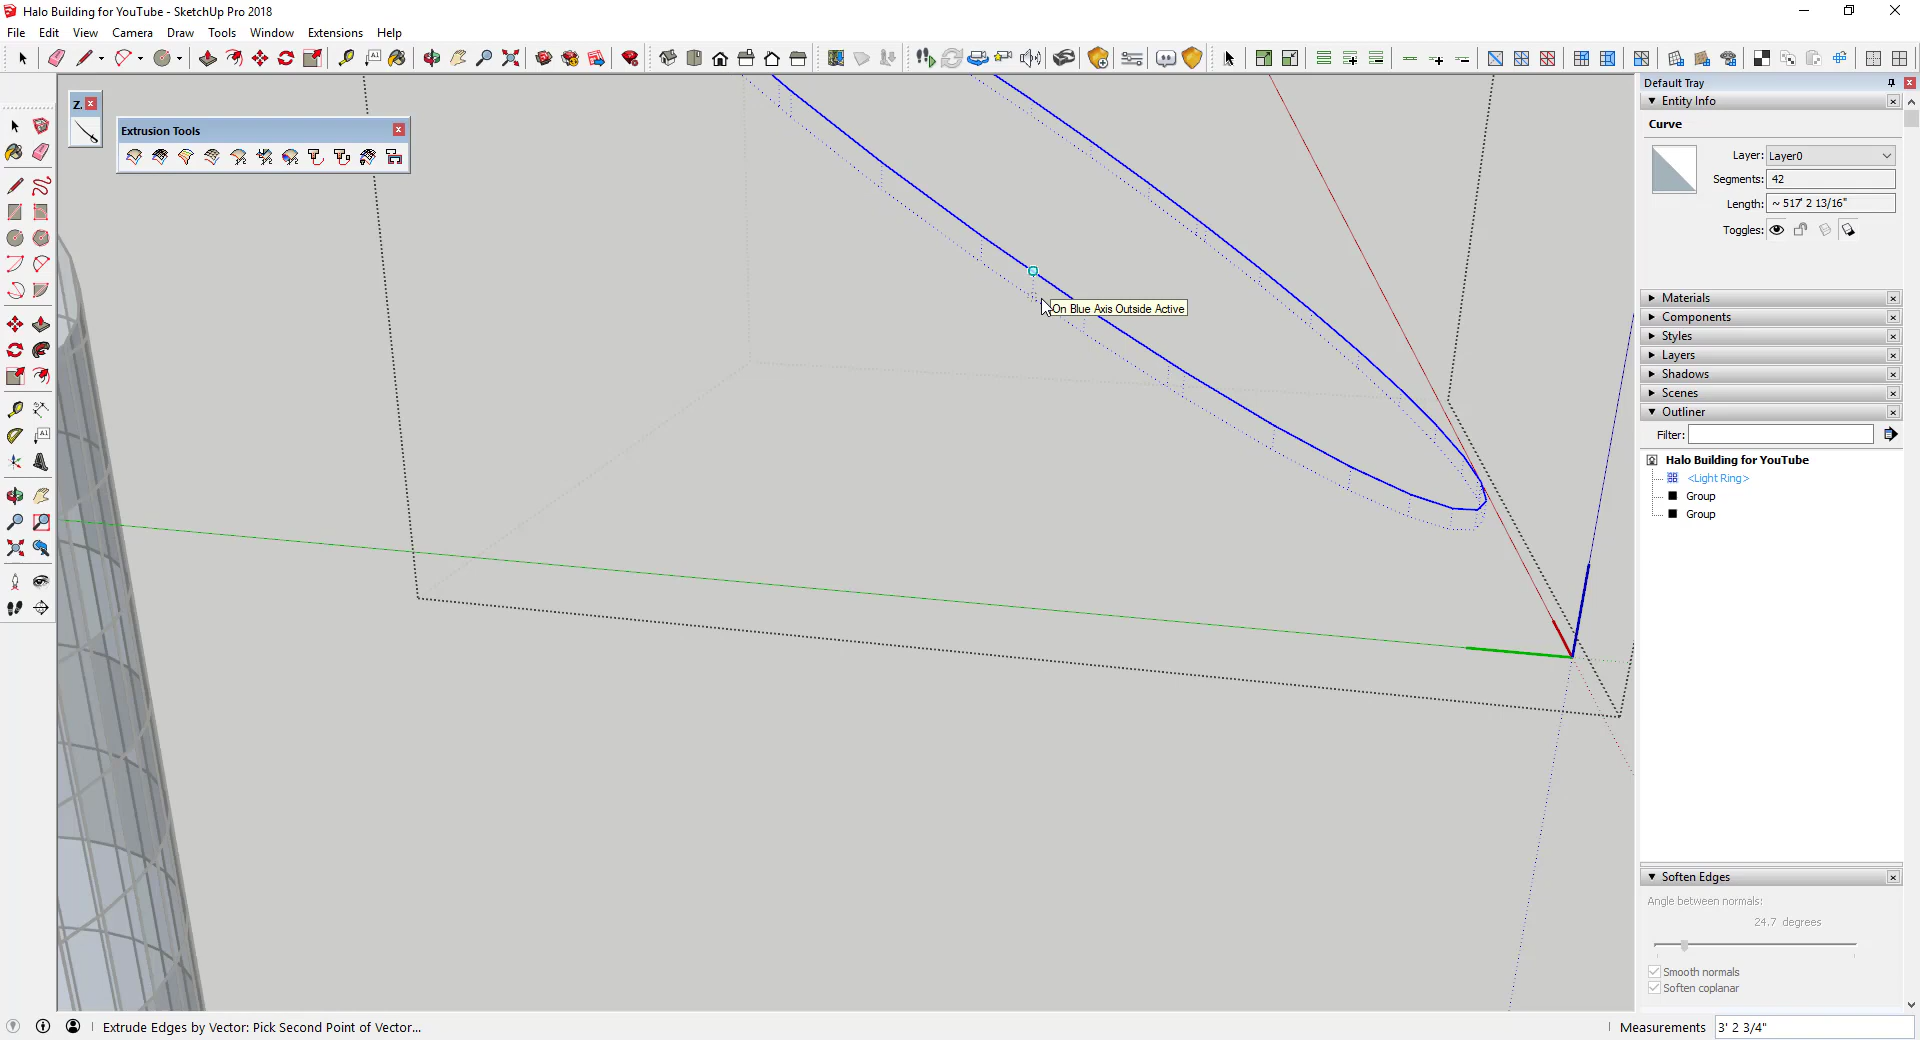 Halo Building for YouTube - SketchUp Pro 2018
File Edit View Camera Draw Tools Window Extensions Help
Z.
Extrusion Tools
On Blue Axis Outside Active
Default Tray
Entity Info
Curve
Layer: Layer0
Segments: 42
Length: ~ 517' 2 13/16"
Toggles:
Materials
Components
Styles
Layers
Shadows
Scenes
Outliner
Filter:
Halo Building for YouTube
<Light Ring>
Group
Group
Soften Edges
Angle between normals:
24.7 degrees
Smooth normals
Soften coplanar
Extrude Edges by Vector: Pick Second Point of Vector...
Measurements 3' 2 3/4"